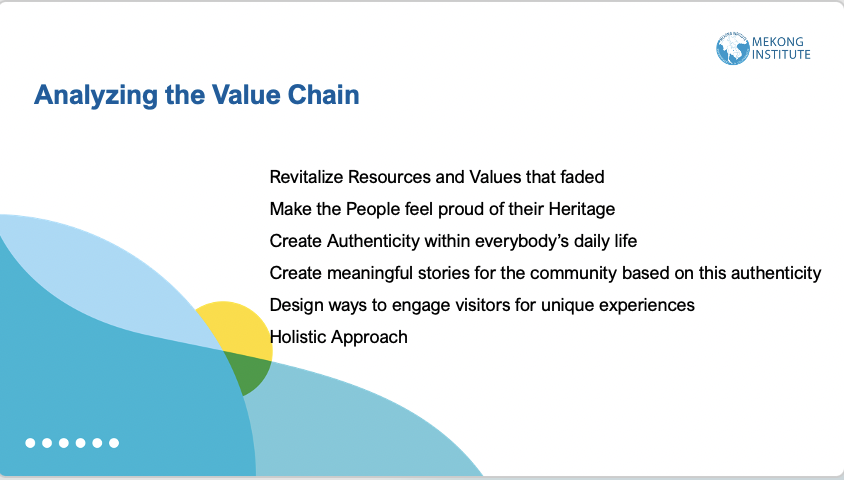 MEKONG
INSTITUTE
Analyzing the Value Chain
Revitalize Resources and Values that faded
Make the People feel proud of their Heritage
Create Authenticity within everybody’s daily life
Create meaningful stories for the community based on this authenticity
Design ways to engage visitors for unique experiences
Holistic Approach